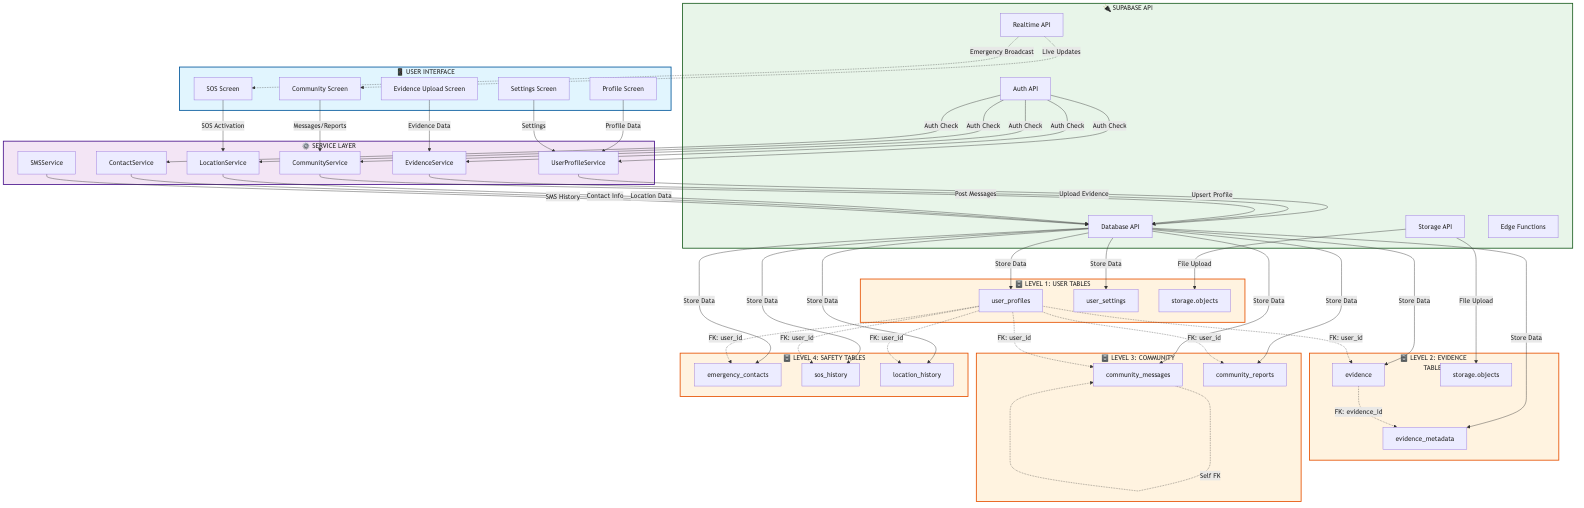 SUPABASE API
Realtime API
Emergency Broadcast
Live Updates
USER INTERFACE
SOS Screen
Community Screen
Evidence Upload Screen
Settings Screen
Profile Screen
Auth API
SOS Activation
Messages/Reports
Evidence Data
Settings
Profile Data
Auth Check
Auth Check
Auth Check
Auth Check
Auth Check
SERVICE LAYER
SMSService
ContactService
LocationService
CommunityService
EvidenceService
UserProfileService
SMS History
Contact Info
Location Data
Post Messages
Upload Evidence
Upsert Profile
Database API
Storage API
Edge Functions
Store Data
Store Data
File Upload
LEVEL 1: USER TABLES
user_profiles
user_settings
storage.objects
Store Data
Store Data
Store Data
Store Data
Store Data
Store Data
File Upload
Store Data
FK: user_id
FK: user_id
FK: user_id
FK: user_id
FK: user_id
FK: user_id
LEVEL 4: SAFETY TABLES
emergency_contacts
sos_history
location_history
LEVEL 3: COMMUNITY
community_messages
community_reports
Self FK
LEVEL 2: EVIDENCE
evidence
storage.objects
FK: evidence_id
evidence_metadata